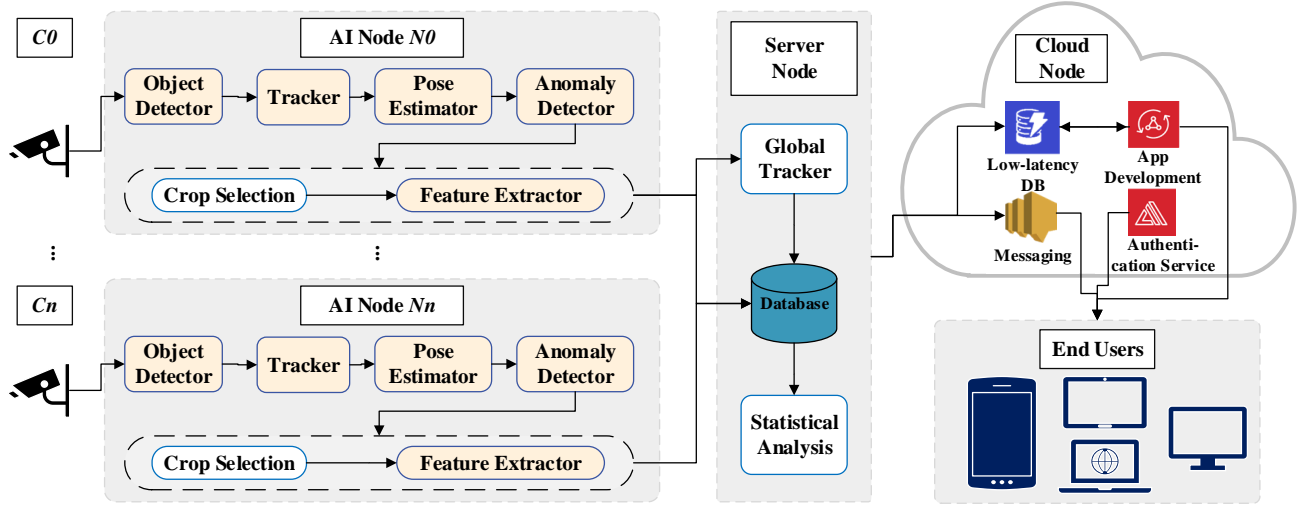 C0
AI Node N0
Object
Detector
Tracker
Pose
Estimator
Anomaly
Detector
Crop Selection
Feature Extractor
...
...
Cn
AI Node Nn
Object
Detector
Tracker
Pose
Estimator
Anomaly
Detector
Crop Selection
Feature Extractor
Server
Node
Global
Tracker
Database
Statistical
Analysis
Cloud
Node
Low-latency
DB
App
Development
Messaging
Authenti-
cation Service
End Users